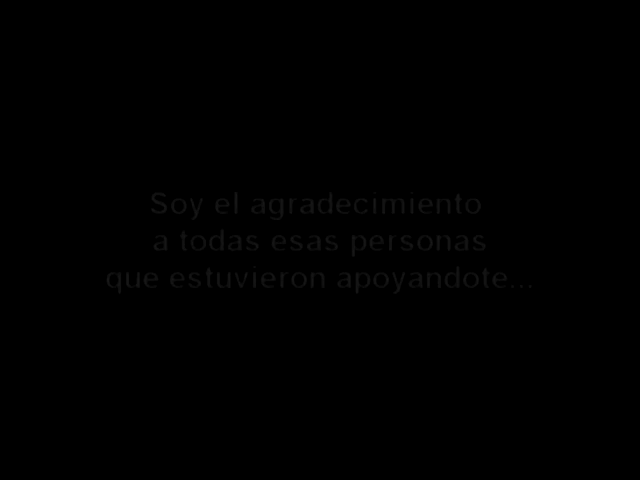 Soy el agradecimiento
a todas esas personas
que estuvieron apoyandote...